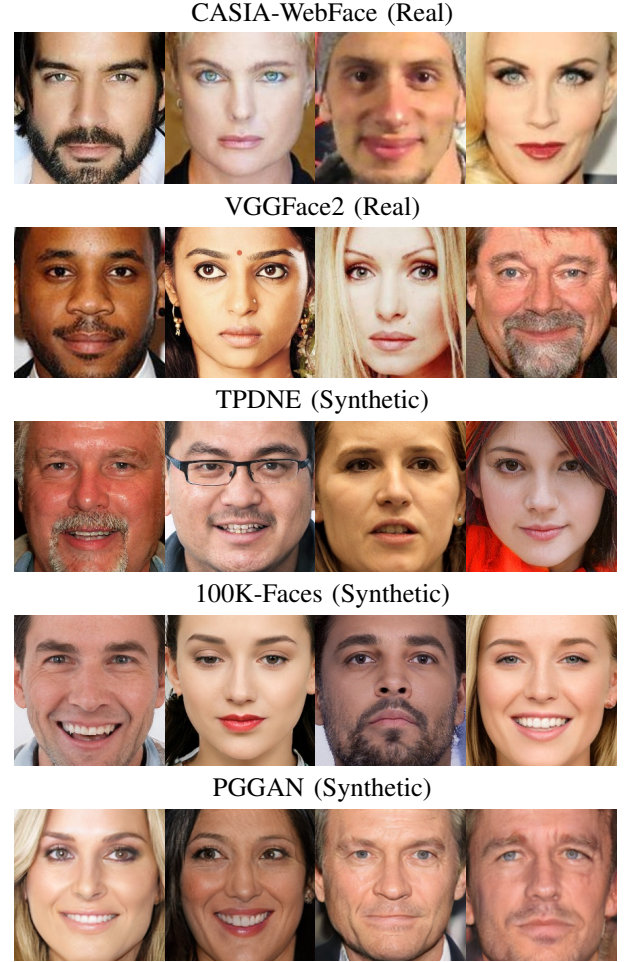 CASIA-WebFace (Real)
VGGFace2 (Real)
TPDNE (Synthetic)
100K-Faces (Synthetic)
PGGAN (Synthetic)